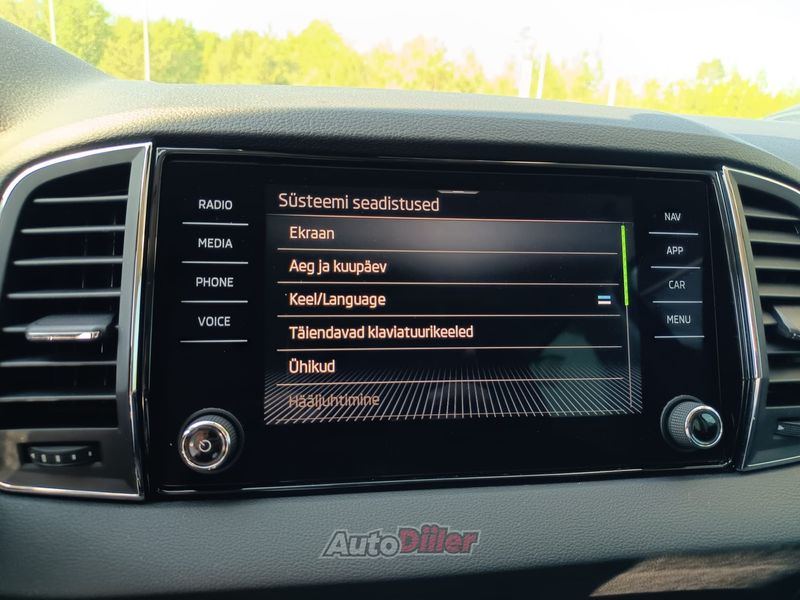 RADIO
MEDIA
PHONE
VOICE
Süsteemi seadistused
Ekraan
Aeg ja kuupäev
Keel/Language
Täiendavad klaviatuurikeeled
Ühikud
Hääljuhtimine
NAV
APP
CAR
MENU
AutoDiiler